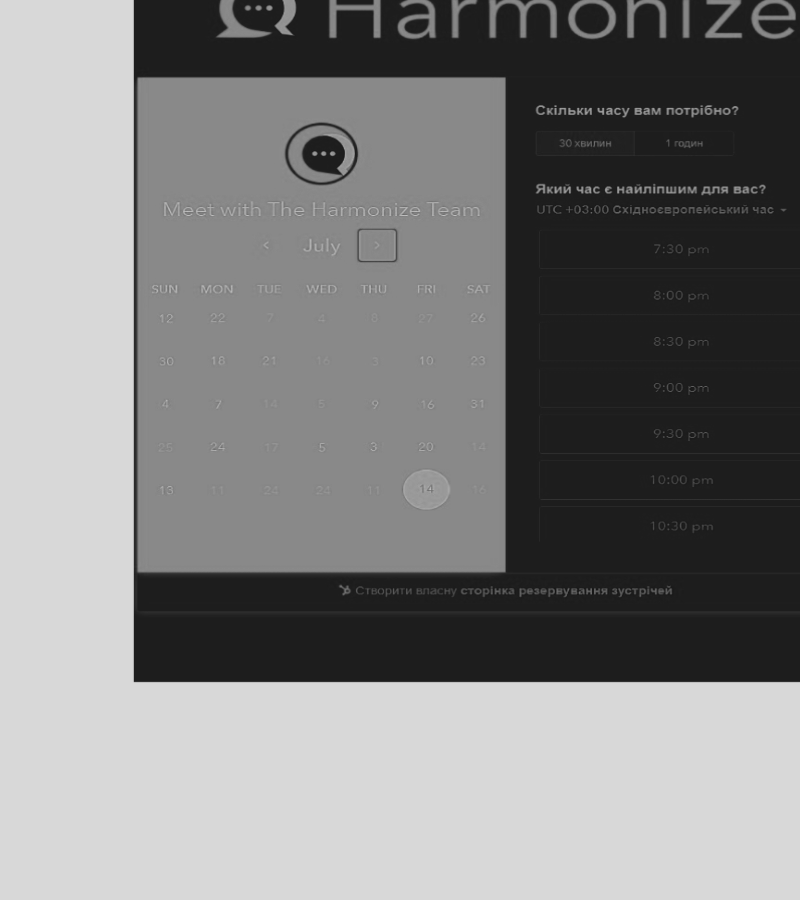 Harmonize
Meet with The Harmonize Team
< July >
SUN MON TUE WED THU FRI SAT
12 22 7 4 27 26
30 18 21 16 3 10 23
4 7 14 5 9 16 31
25 24 17 5 3 20 14
13 11 24 24 11 14 16
Скільки часу вам потрібно?
30 хвилин 1 годин
Який час є найліпшим для вас?
UTC +03:00 Східноєвропейський час
7:30 pm
8:00 pm
8:30 pm
9:00 pm
9:30 pm
10:00 pm
10:30 pm
Створити власну сторінка резервування зустрічей